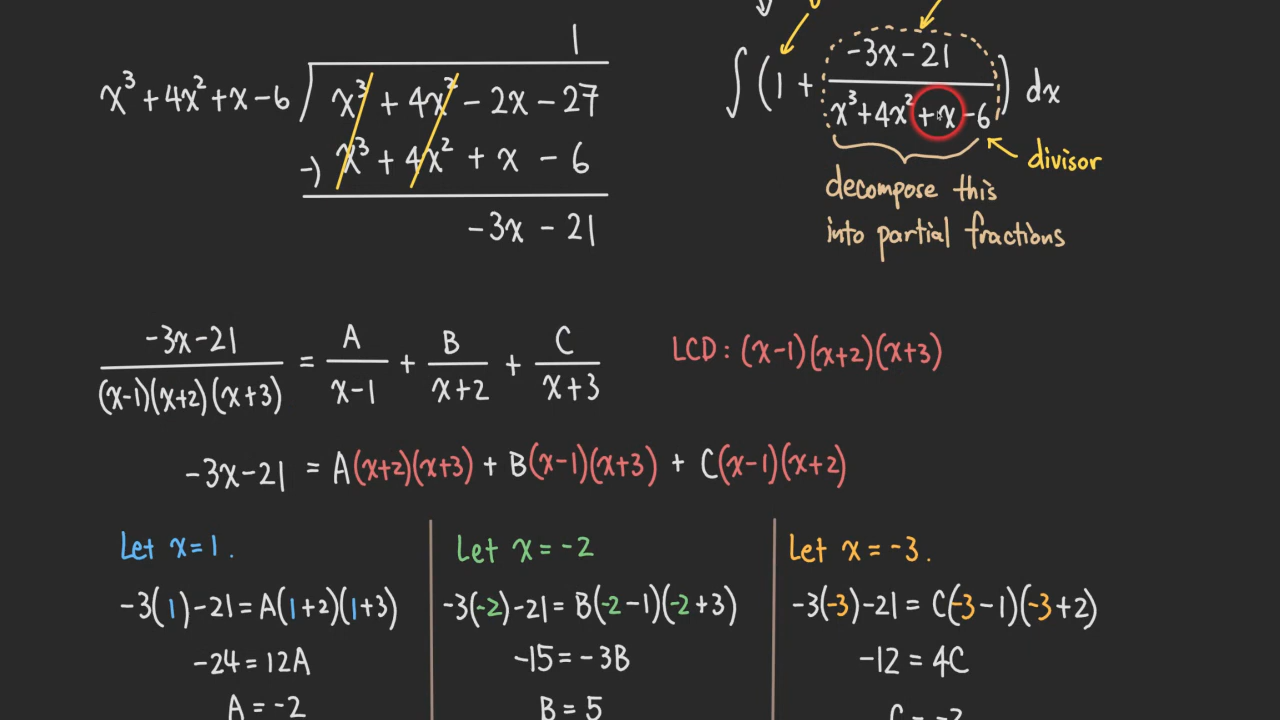 1
x³ + 4x² + x - 6 ) x³ + 4x² - 2x - 27
-) x³ + 4x² + x - 6
-3x - 21
∫ ( 1 + (-3x - 21)/(x³ + 4x² + x - 6) ) dx
divisor
decompose this
into partial fractions
(-3x - 21)/((x-1)(x+2)(x+3)) = A/(x-1) + B/(x+2) + C/(x+3)
LCD: (x-1)(x+2)(x+3)
-3x-21 = A(x+2)(x+3) + B(x-1)(x+3) + C(x-1)(x+2)
Let x=1.
-3(1)-21 = A(1+2)(1+3)
-24 = 12A
A = -2
Let x = -2
-3(-2)-21 = B(-2-1)(-2+3)
-15 = -3B
B = 5
Let x = -3.
-3(-3)-21 = C(-3-1)(-3+2)
-12 = 4C